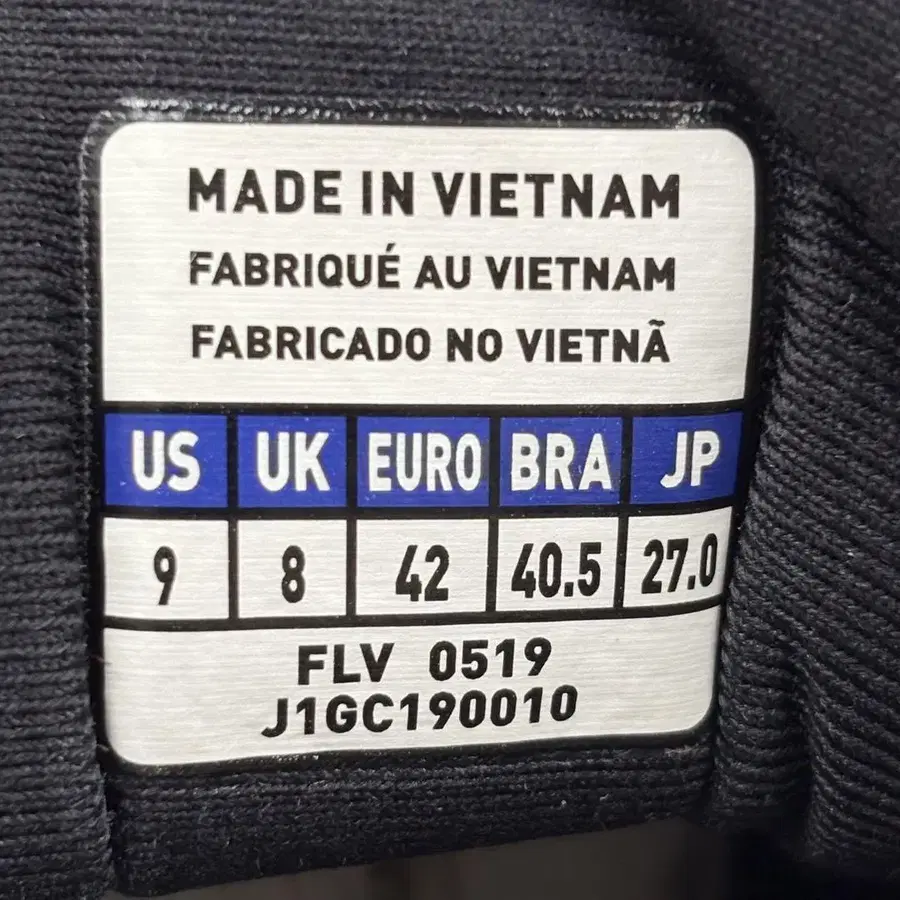 MADE IN VIETNAM
FABRIQUÉ AU VIETNAM
FABRICADO NO VIETNÃ
US UK EURO BRA JP
9 8 42 40.5 27.0
FLV 0519
J1GC190010